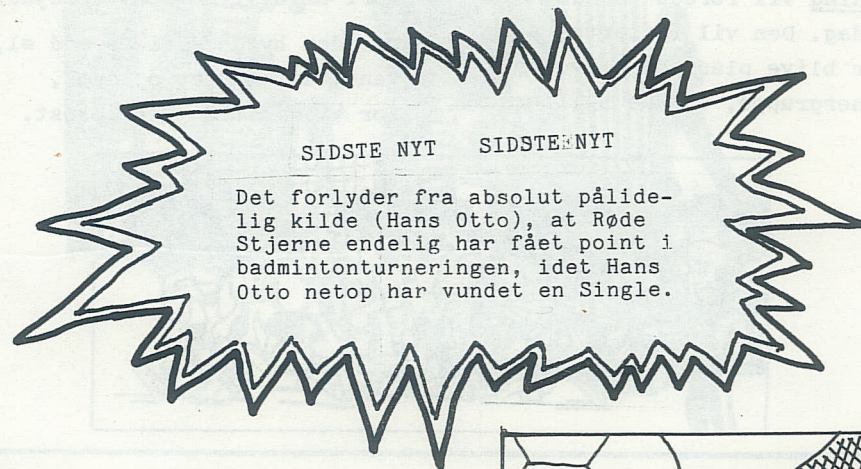 SIDSTE NYT SIDSTE NYT
Det forlyder fra absolut pålide-
lig kilde (Hans Otto), at Røde
Stjerne endelig har fået point i
badmintonturneringen, idet Hans
Otto netop har vundet en Single.